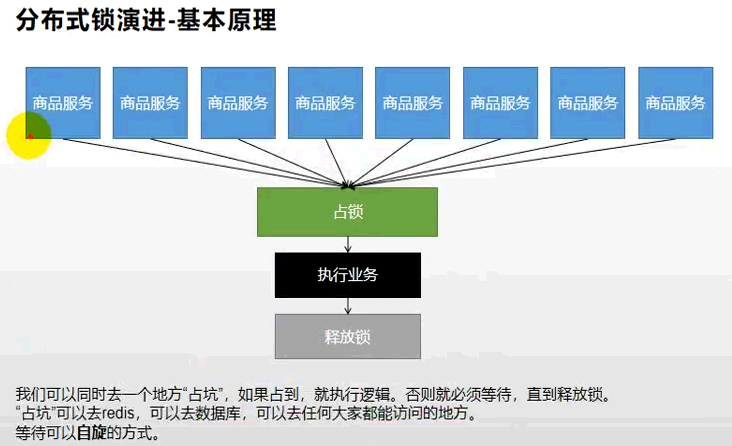 分布式锁演进-基本原理
商品服务 商品服务 商品服务 商品服务 商品服务 商品服务 商品服务 商品服务
占锁
执行业务
释放锁
我们可以同时去一个地方“占坑”，如果占到，就执行逻辑。否则就必须等待，直到释放锁。
“占坑”可以去redis，可以去数据库，可以去任何大家都能访问的地方。
等待可以自旋的方式。